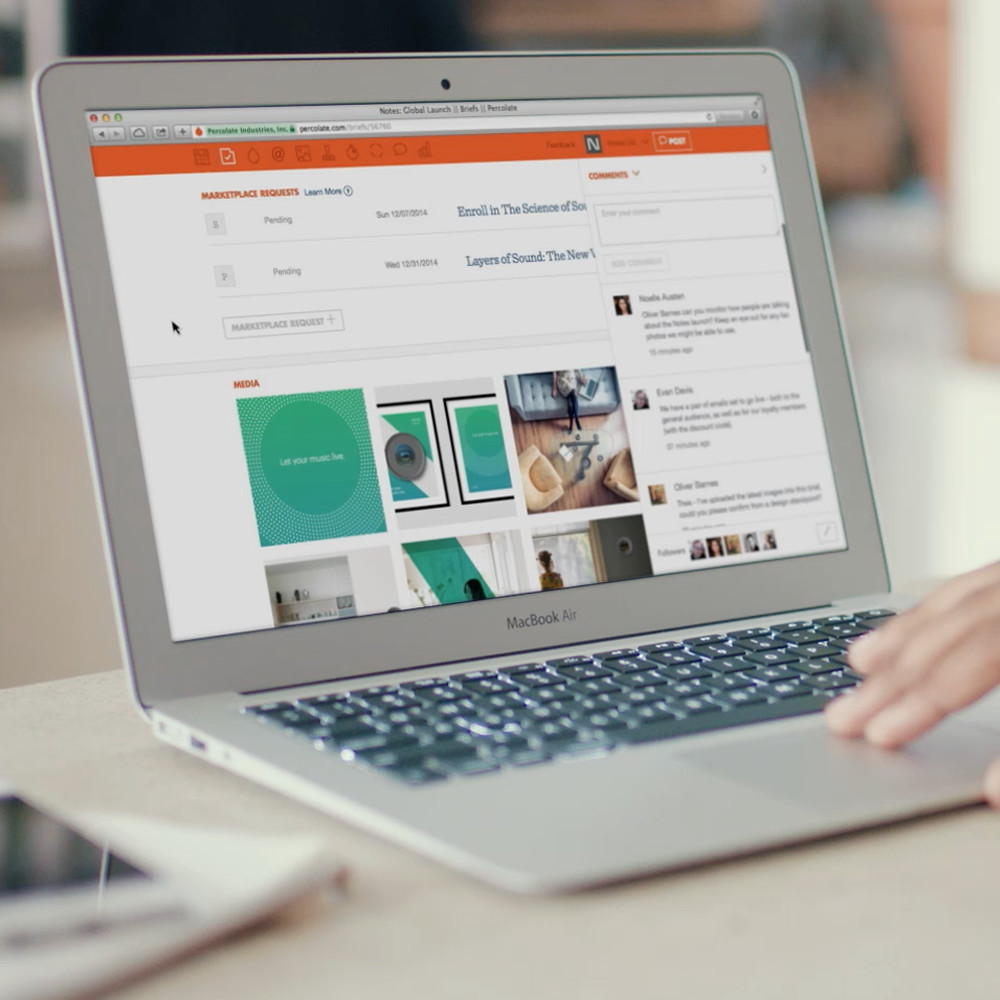 Notes: Global Launch || Briefs || Percolate
Percolate Industries, Inc. percolate.com/briefs/56760
Feedback N POST
MARKETPLACE REQUESTS Learn More ?
S Pending Sun 12/07/2014 Enroll in The Science of Sou
P Pending Wed 12/31/2014 Layers of Sound: The New V
MARKETPLACE REQUEST +
MEDIA
Let your music live.
COMMENTS
Enter your comment
ADD COMMENT
Noelle Austen
Oliver Barnes can you monitor how people are talking
about the Notes launch? Keep an eye out for any fan
photos we might be able to use.
15 minutes ago
Evan Davis
We have a pair of emails set to go live - both to the
general audience, as well as for our loyalty members
(with the discount code).
37 minutes ago
Oliver Barnes
Thea - I've uploaded the latest images into this brief,
could you please confirm from a design standpoint?
Followers
MacBook Air